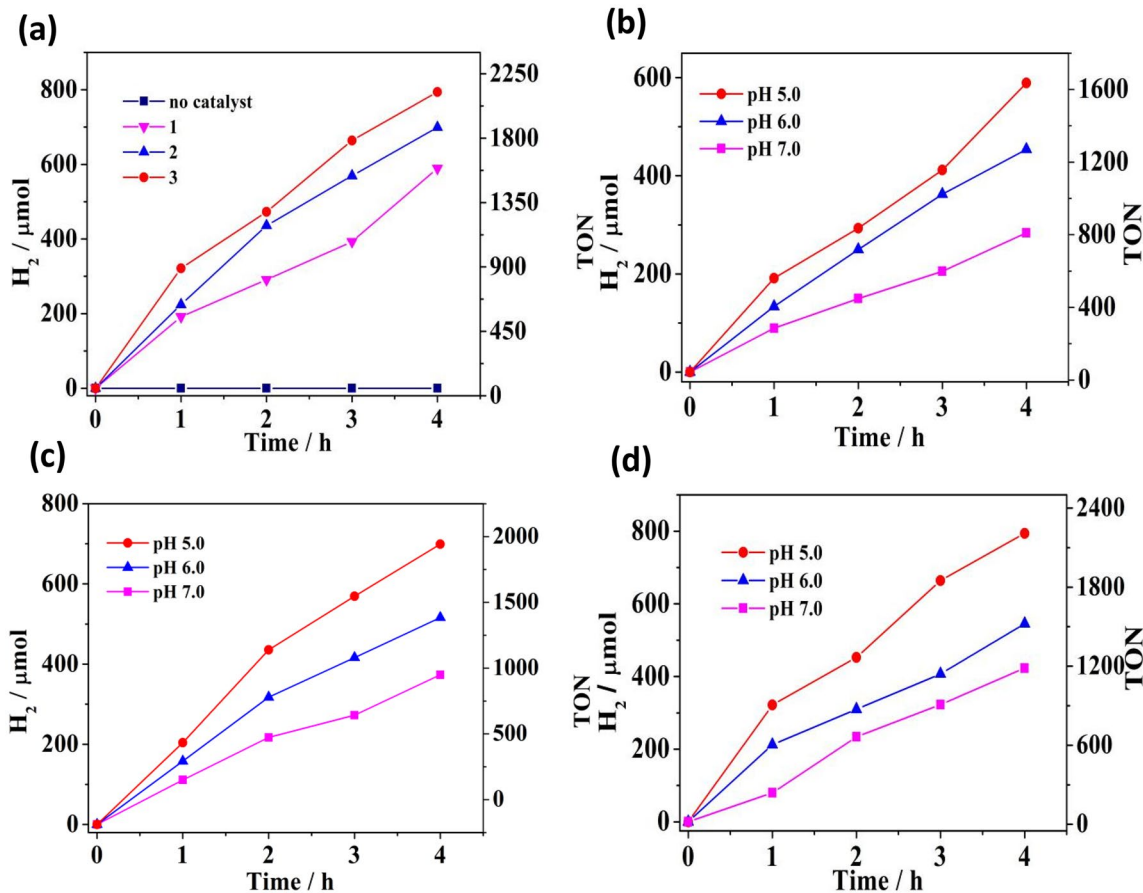 (a)
H2 / μmol
800
600
400
200
0
no catalyst
1
2
3
2250
1800
1350
900
450
0
TON
0 1 2 3 4
Time / h
(b)
H2 / μmol
600
400
200
0
pH 5.0
pH 6.0
pH 7.0
1600
1200
800
400
0
TON
0 1 2 3 4
Time / h
(c)
H2 / μmol
800
600
400
200
0
pH 5.0
pH 6.0
pH 7.0
2000
1500
1000
500
0
TON
0 1 2 3 4
Time / h
(d)
H2 / μmol
800
600
400
200
0
pH 5.0
pH 6.0
pH 7.0
2400
1800
1200
600
0
TON
0 1 2 3 4
Time / h